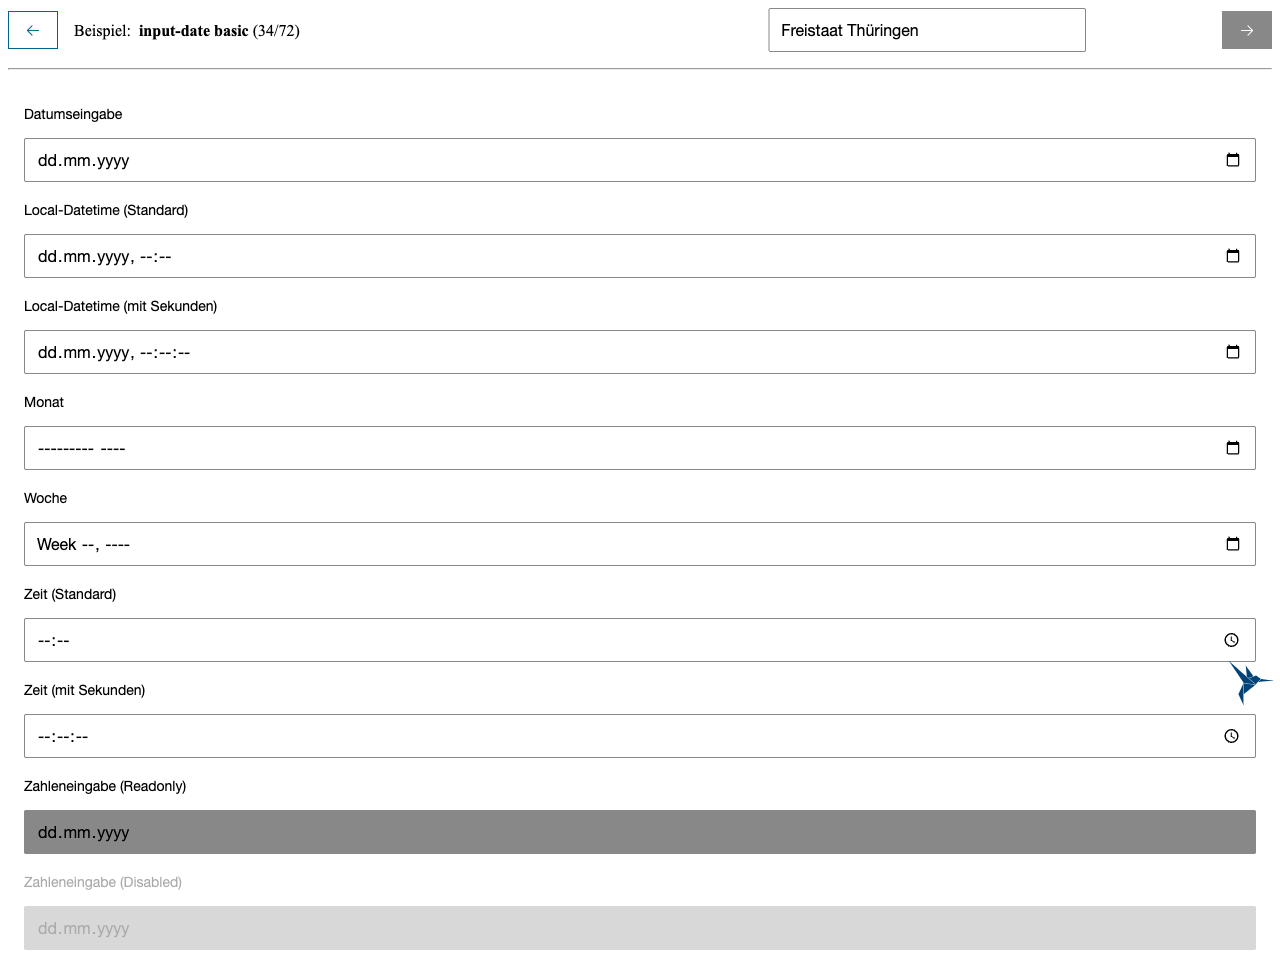 Beispiel: input-date basic (34/72)
Freistaat Thüringen
Datumseingabe
dd.mm.yyyy
Local-Datetime (Standard)
dd.mm.yyyy, --:--
Local-Datetime (mit Sekunden)
dd.mm.yyyy, --:--:--
Monat
--------- ----
Woche
Week --, ----
Zeit (Standard)
--:--
Zeit (mit Sekunden)
--:--:--
Zahleneingabe (Readonly)
dd.mm.yyyy
Zahleneingabe (Disabled)
dd.mm.yyyy